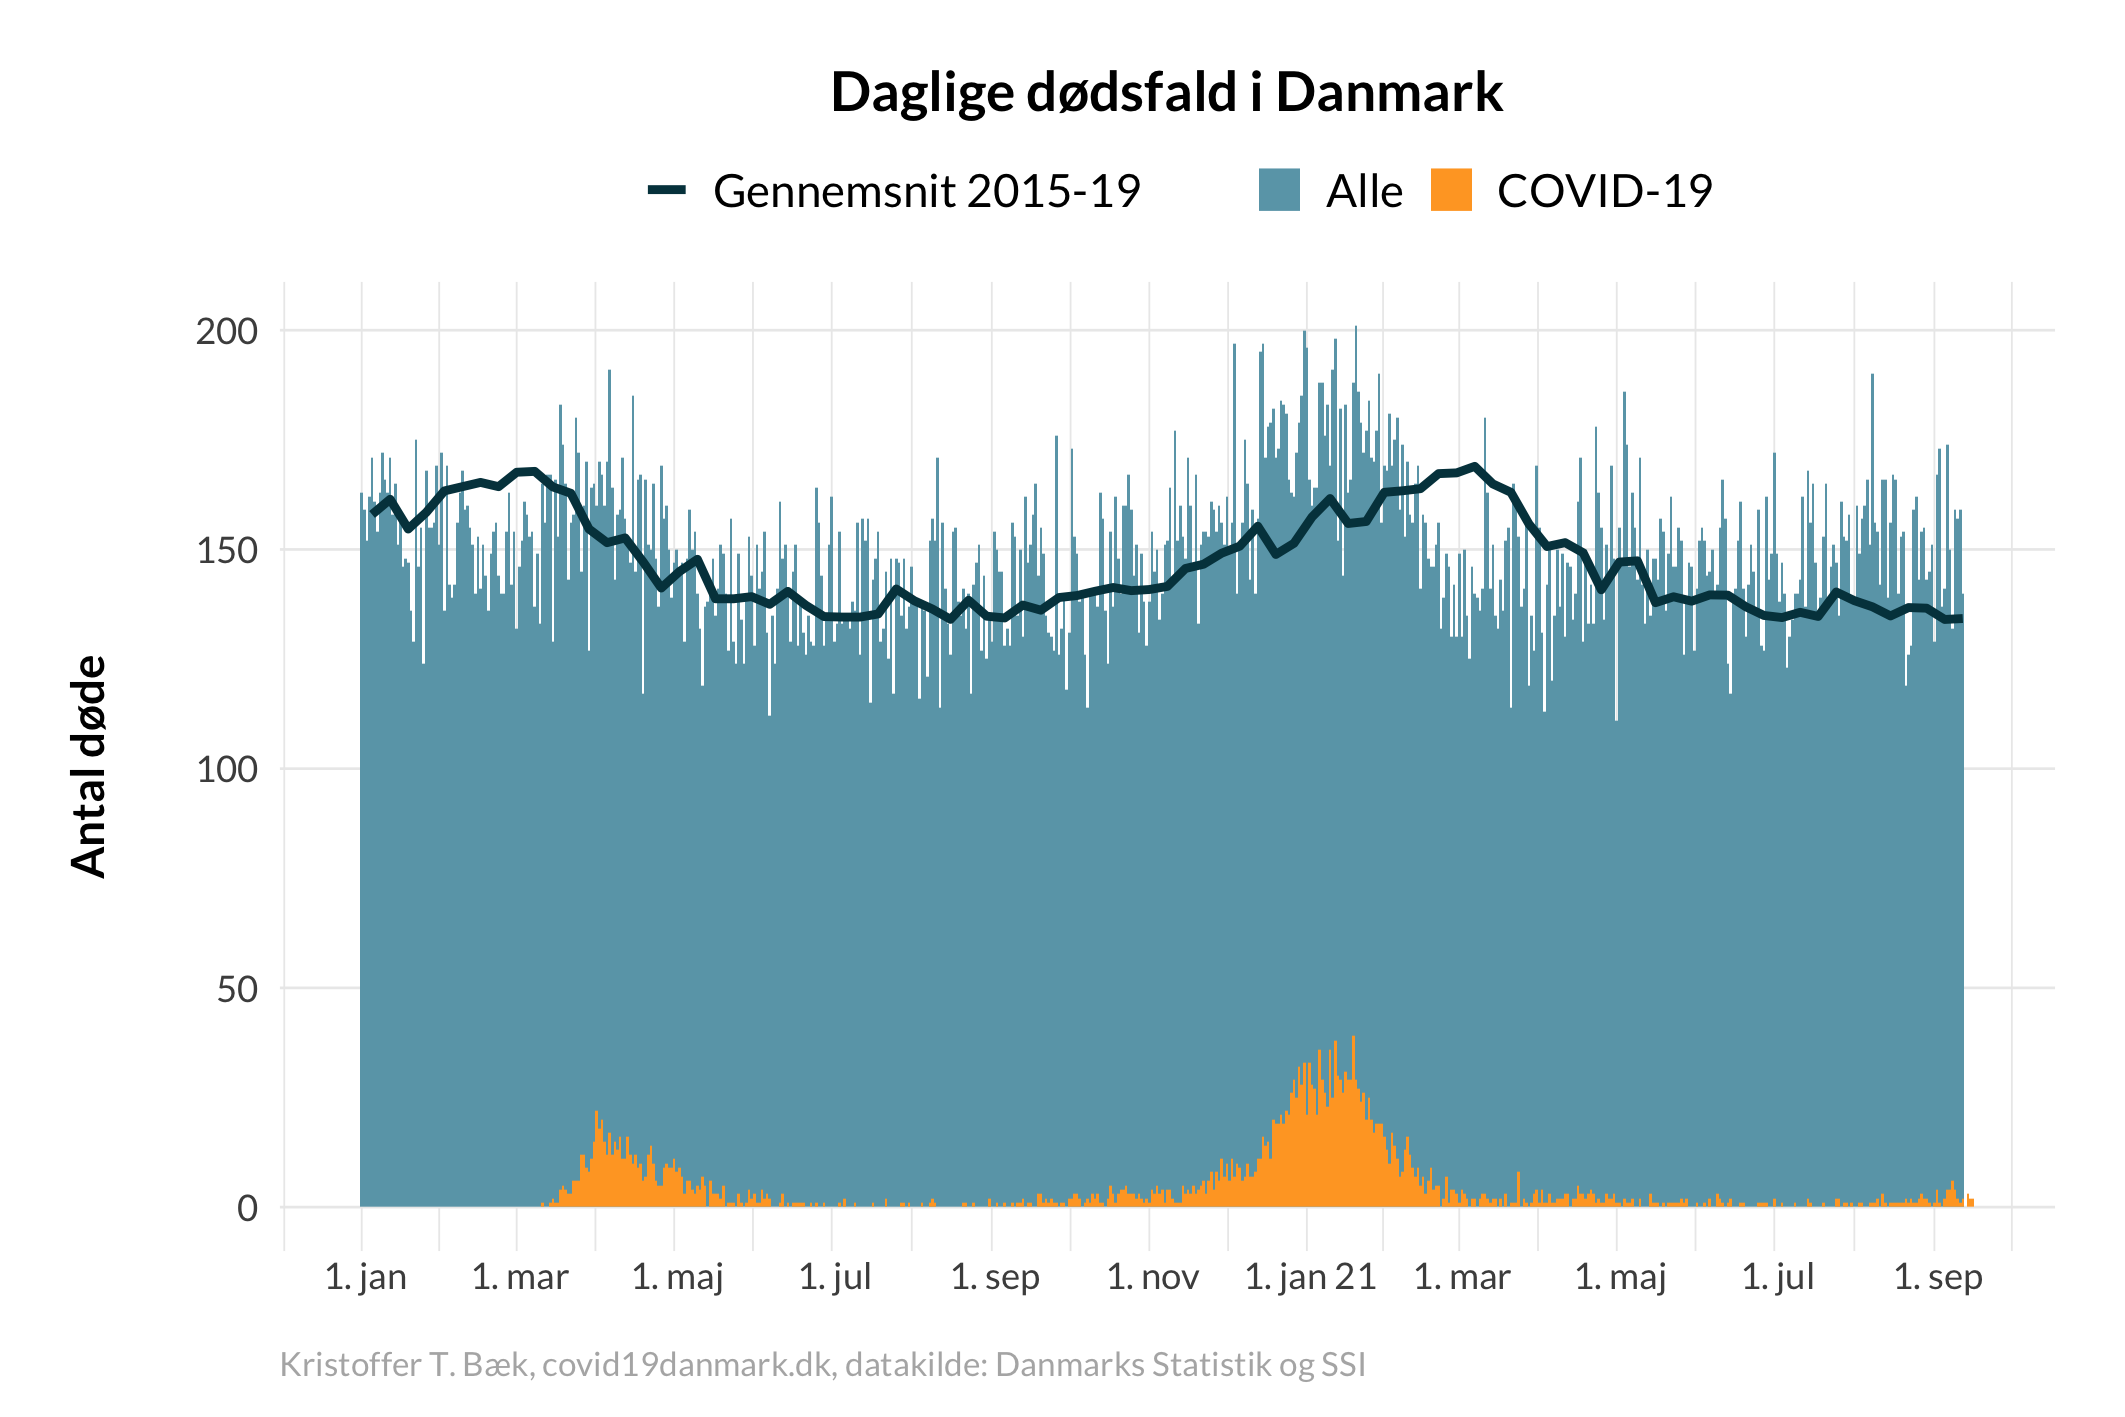 Daglige dødsfald i Danmark
Gennemsnit 2015-19 Alle COVID-19
Antal døde
200
150
100
50
0
1. jan 1. mar 1. maj 1. jul 1. sep 1. nov 1. jan 21 1. mar 1. maj 1. jul 1. sep
Kristoffer T. Bæk, covid19danmark.dk, datakilde: Danmarks Statistik og SSI